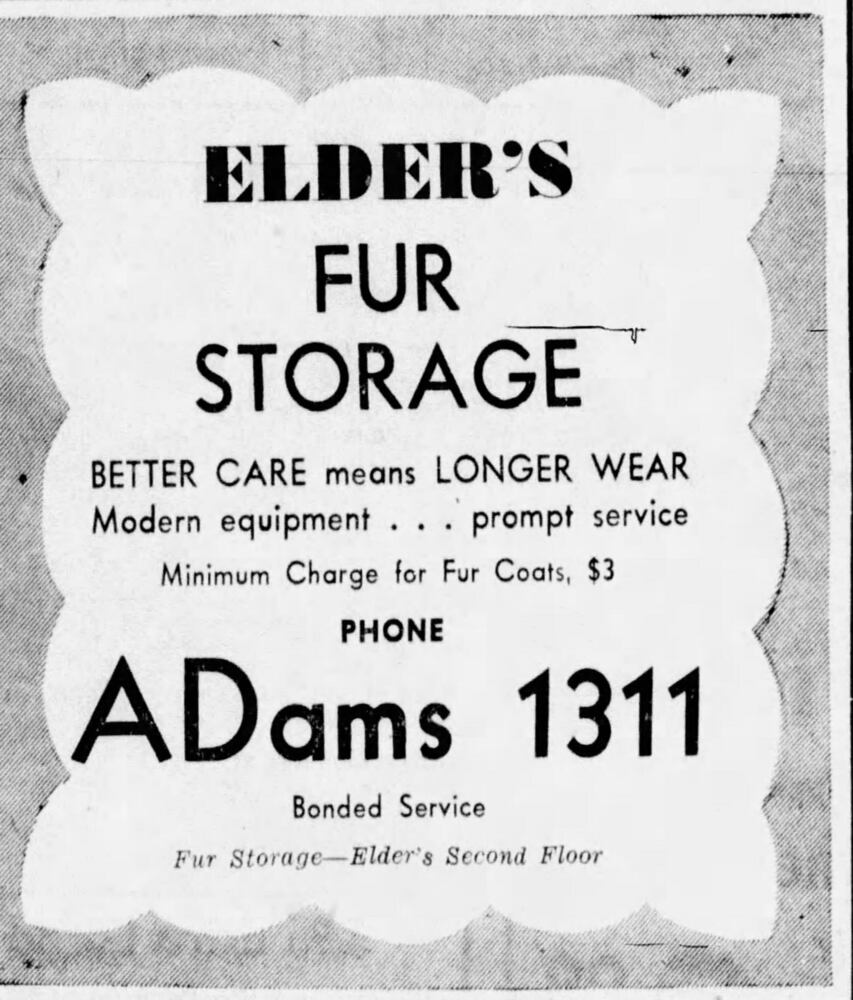 ELDER'S
FUR
STORAGE
BETTER CARE means LONGER WEAR
Modern equipment . . . prompt service
Minimum Charge for Fur Coats, $3
PHONE
ADams 1311
Bonded Service
Fur Storage—Elder's Second Floor